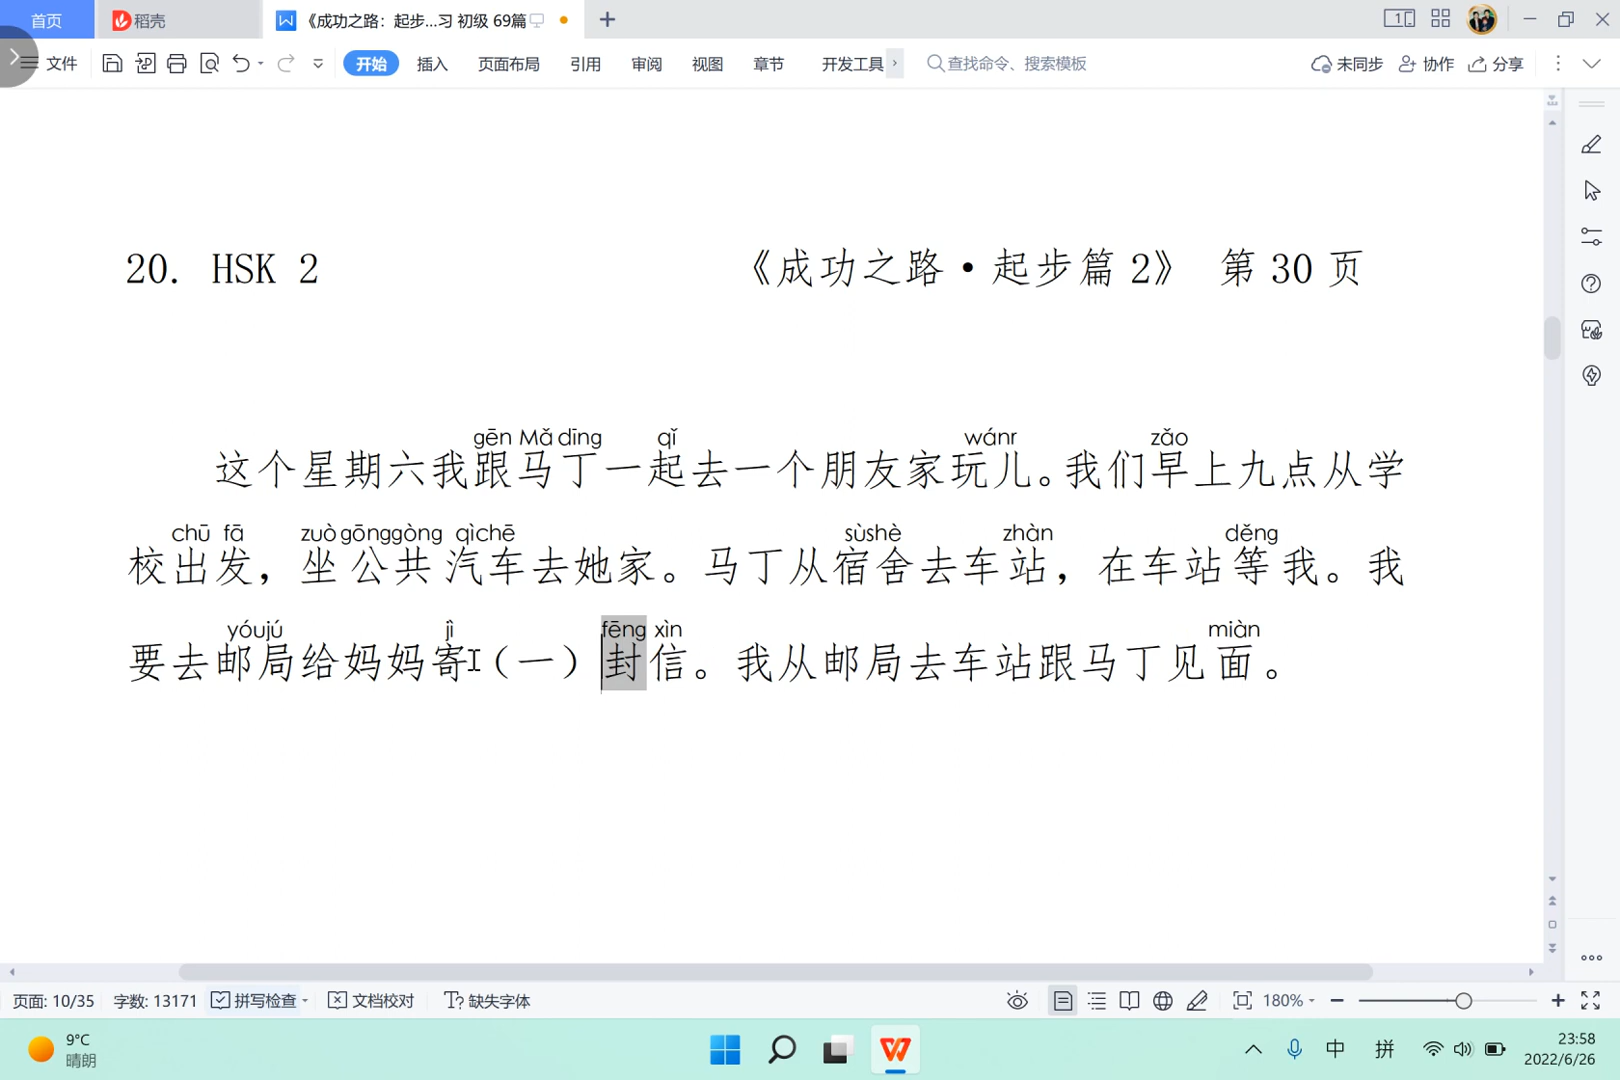 首页 稻壳 《成功之路：起步...习 初级 69篇
文件 开始 插入 页面布局 引用 审阅 视图 章节 开发工具 查找命令、搜索模板 未同步 协作 分享
20. HSK 2 《成功之路·起步篇2》 第30页
gēn Mǎ dīng qǐ wánr zǎo
这个星期六我跟马丁一起去一个朋友家玩儿。我们早上九点从学
chū fā zuò gōnggòng qìchē sùshè zhàn děng
校出发，坐公共汽车去她家。马丁从宿舍去车站，在车站等我。我
yóujú jì fēng xìn miàn
要去邮局给妈妈寄（一）封信。我从邮局去车站跟马丁见面。
页面: 10/35 字数: 13171 拼写检查 文档校对 缺失字体 180%
9°C 中 拼 23:58
晴朗 2022/6/26